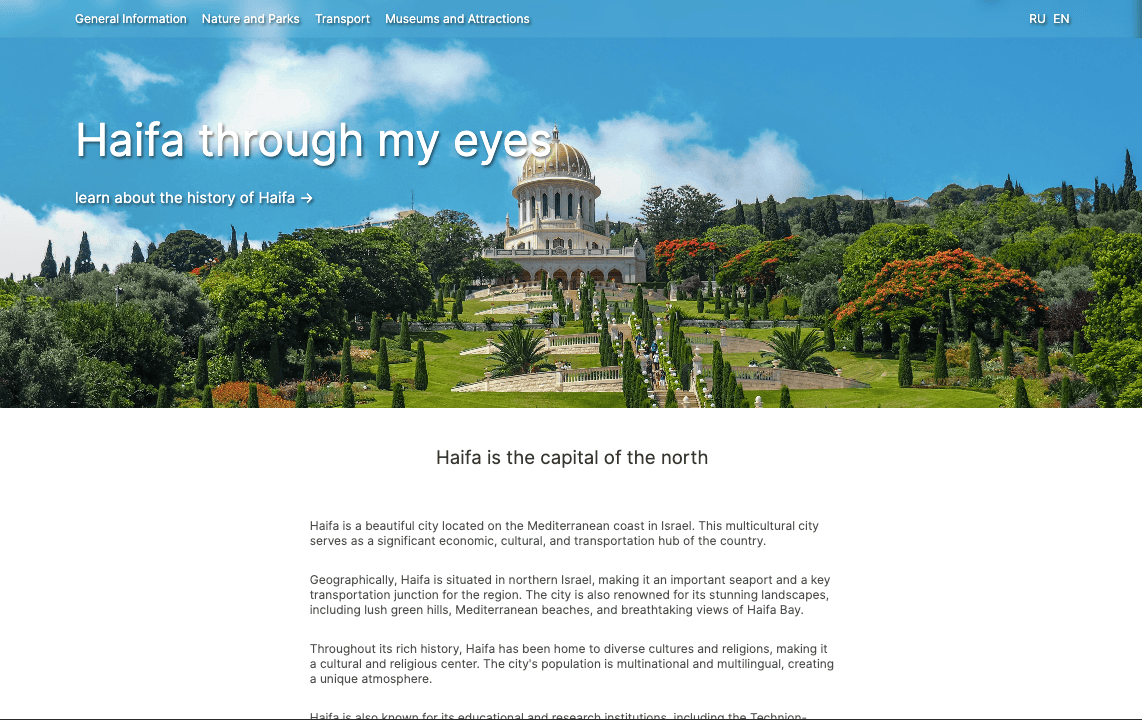 General Information Nature and Parks Transport Museums and Attractions RU EN
Haifa through my eyes
learn about the history of Haifa →
Haifa is the capital of the north
Haifa is a beautiful city located on the Mediterranean coast in Israel. This multicultural city
serves as a significant economic, cultural, and transportation hub of the country.
Geographically, Haifa is situated in northern Israel, making it an important seaport and a key
transportation junction for the region. The city is also renowned for its stunning landscapes,
including lush green hills, Mediterranean beaches, and breathtaking views of Haifa Bay.
Throughout its rich history, Haifa has been home to diverse cultures and religions, making it
a cultural and religious center. The city's population is multinational and multilingual, creating
a unique atmosphere.
Haifa is also known for its educational and research institutions, including the Technion-